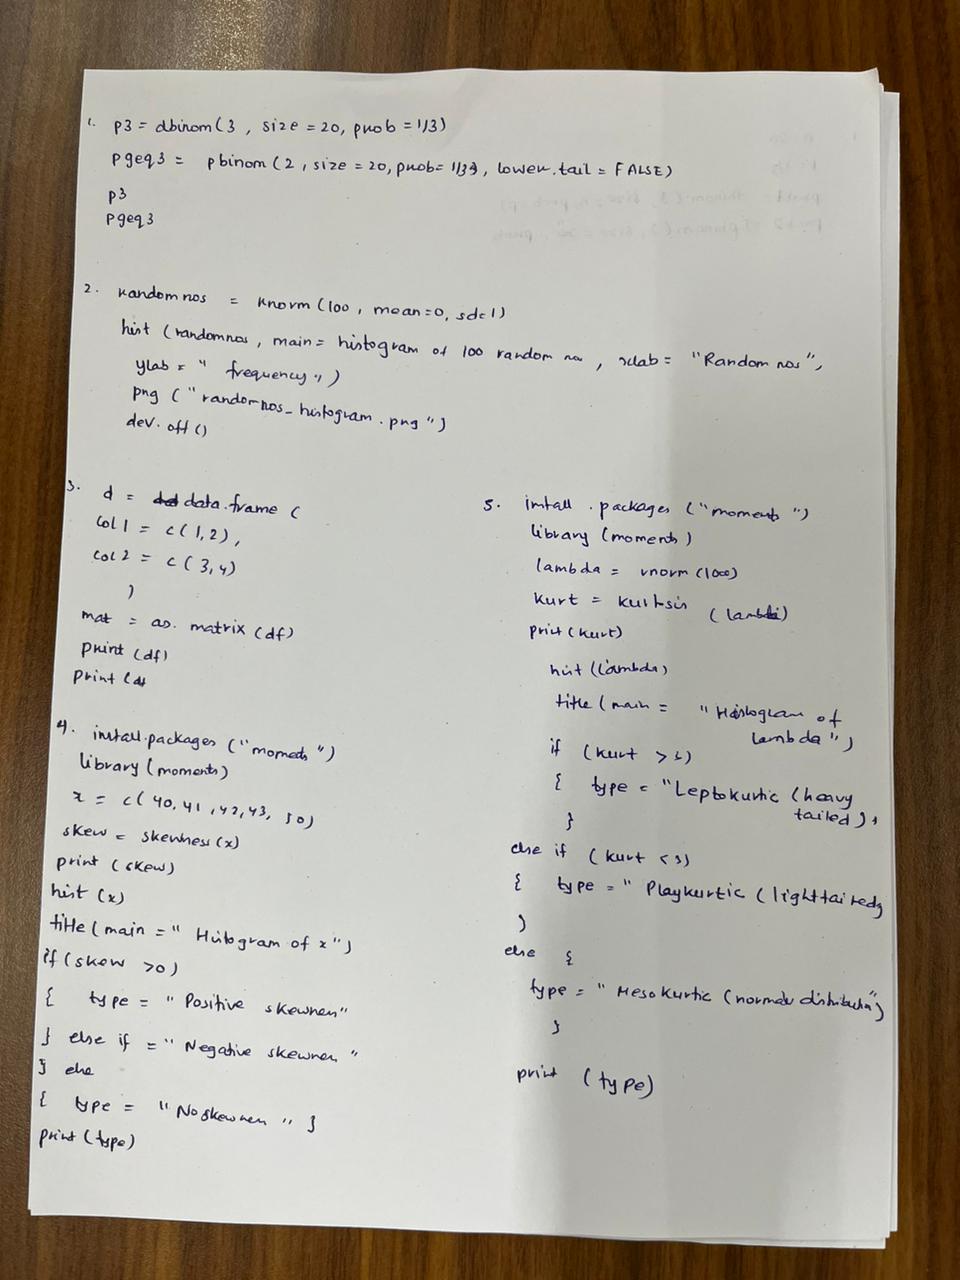 1. p3 = dbinom(3, size = 20, prob = 1/3)
pgeq3 = pbinom(2, size = 20, prob = 1/3, lower.tail = FALSE)
p3
pgeq3
2. randomnos = rnorm(100, mean=0, sd=1)
hist (randomnos, main = histogram of 100 random nos, xlab = "Random nos",
ylab = " frequency ")
png ("randomnos_histogram.png")
dev.off()
3. d = data.frame (
col1 = c(1,2),
col2 = c(3,4)
)
mat = as.matrix(df)
print (df)
print (df
4. install.packages ("moments")
library (moments)
x = c(40, 41, 42, 43, 50)
skew = skewness (x)
print (skew)
hist (x)
title (main = " Histogram of x ")
if (skew >0)
{ type = " Positive skewness"
} else if = " Negative skewness "
} else
{ type = " No skewness " }
print (type)
5. install.packages ("moments")
library (moments)
lambda = rnorm (1000)
kurt = kurtosis (lambda)
print (kurt)
hist (lambda)
title (main = " Histogram of
lambda ")
if (kurt > 3)
{ type = "Leptokurtic (heavy
tailed),
}
else if (kurt < 3)
{ type = " Playkurtic (lighttailed)
}
else {
type = " Mesokurtic (normal distribution")
}
print (type)